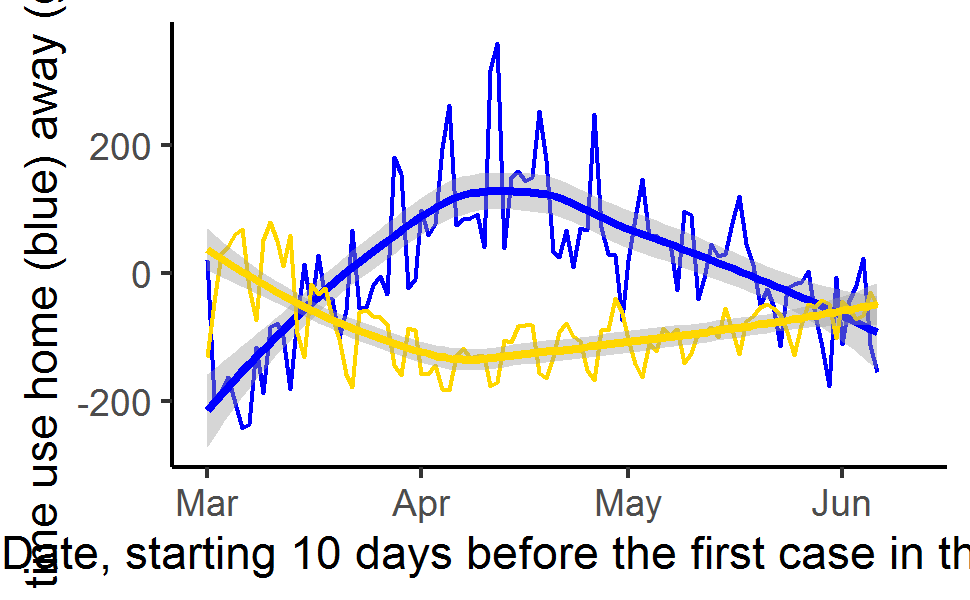 time use home (blue) away (g
200
0
-200
Mar Apr May Jun
Date, starting 10 days before the first case in th